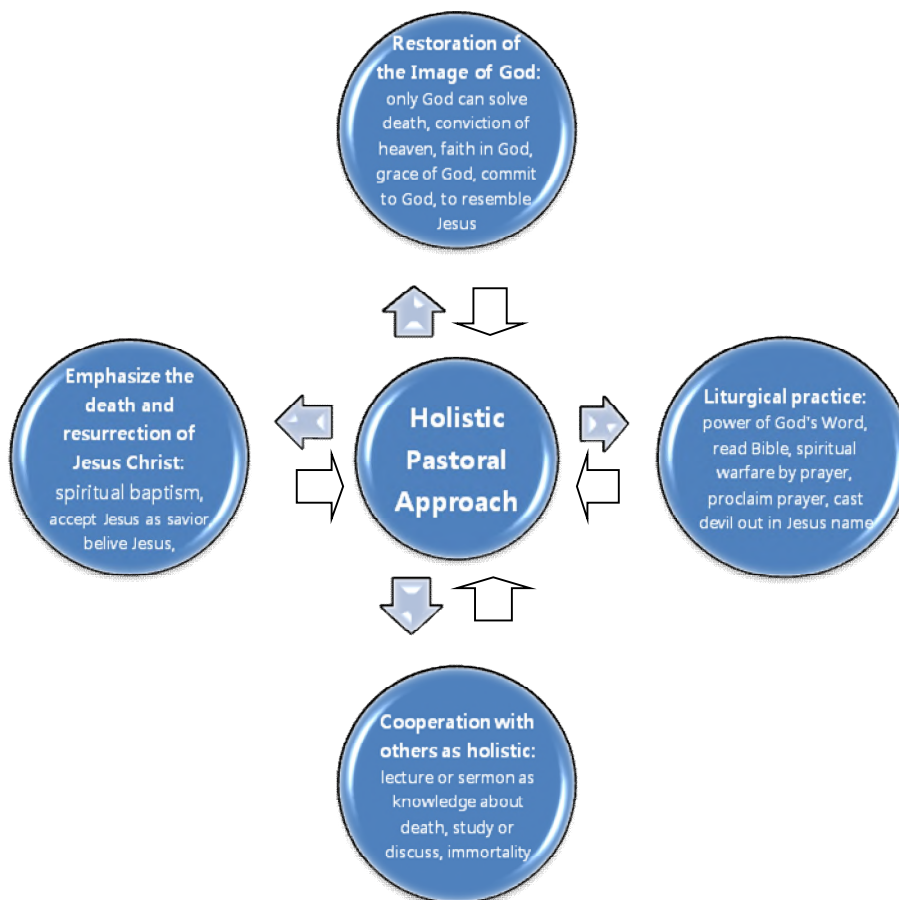 Restoration of
the Image of God:
only God can solve
death, conviction of
heaven, faith in God,
grace of God, commit
to God, to resemble
Jesus
Emphasize the
death and
resurrection of
Jesus Christ:
spiritual baptism,
accept Jesus as savior
belive Jesus,
Holistic
Pastoral
Approach
Liturgical practice:
power of God's Word,
read Bible, spiritual
warfare by prayer,
proclaim prayer, cast
devil out in Jesus name
Cooperation with
others as holistic:
lecture or sermon as
knowledge about
death, study or
discuss, immortality